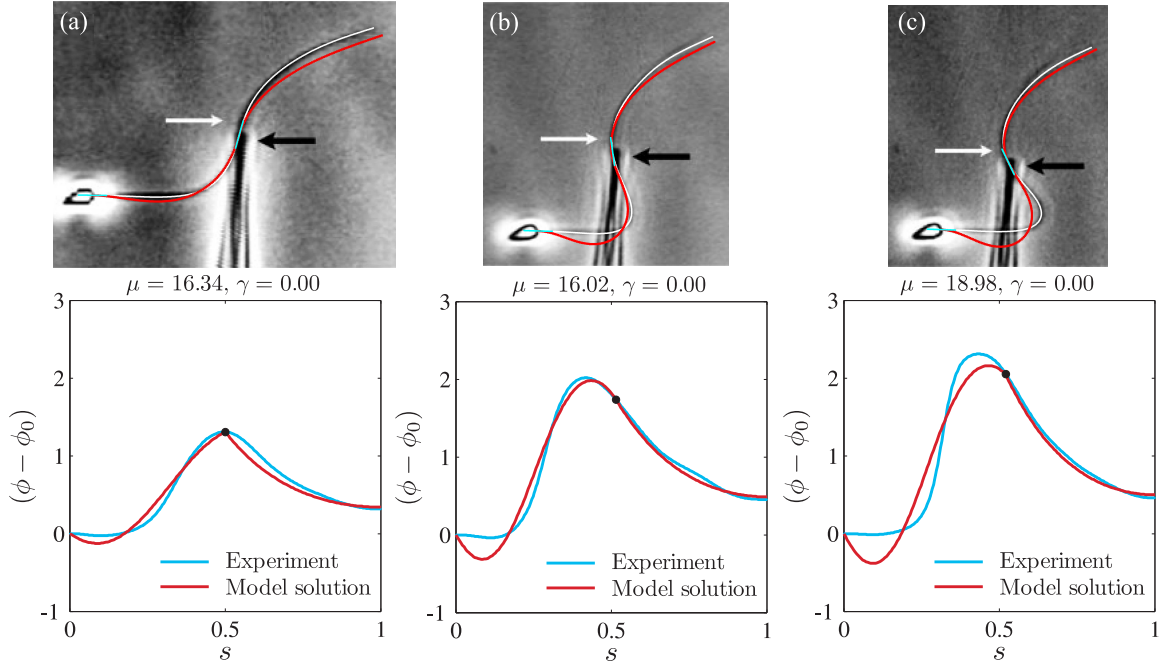 (a)
(b)
(c)
μ = 16.34, γ = 0.00
μ = 16.02, γ = 0.00
μ = 18.98, γ = 0.00
3
2
1
0
-1
(ϕ − ϕ0)
Experiment
Model solution
0
0.5
1
s
3
2
1
0
-1
(ϕ − ϕ0)
Experiment
Model solution
0
0.5
1
s
3
2
1
0
-1
(ϕ − ϕ0)
Experiment
Model solution
0
0.5
1
s